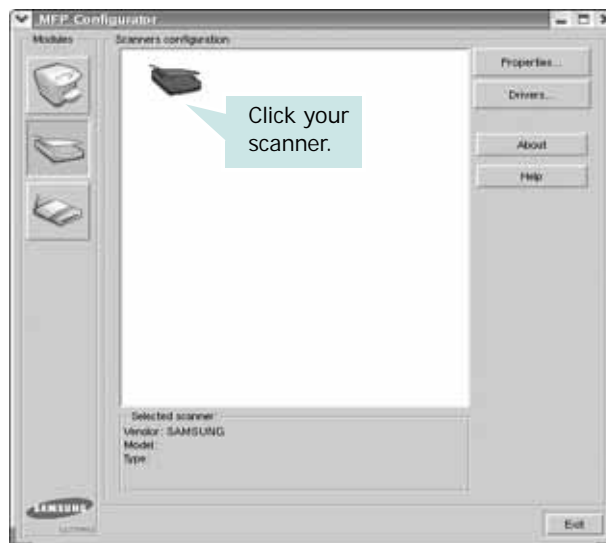 MFP Configurator
Modules
Scanners configuration
Properties...
Drivers...
About
Help
Click your
scanner.
Selected scanner:
Vendor: SAMSUNG
Model:
Type:
SAMSUNG
Exit